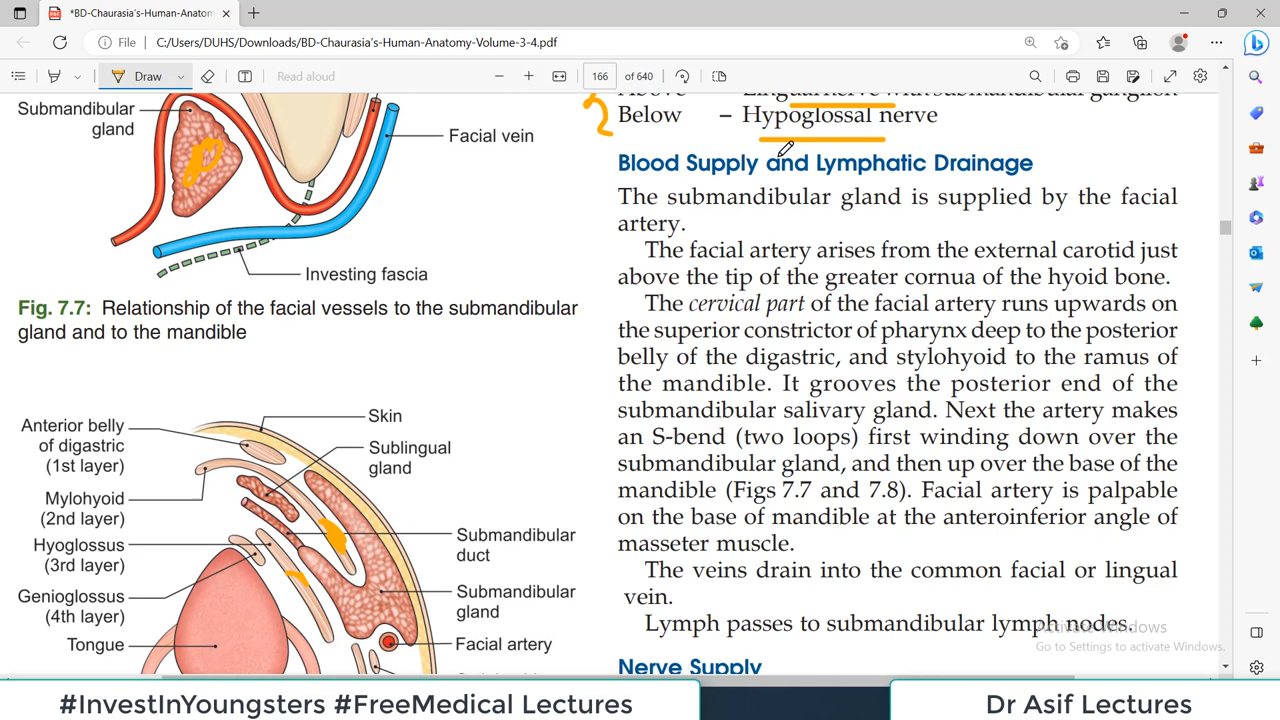 *BD-Chaurasia's-Human-Anatom
File
C:/Users/DUHS/Downloads/BD-Chaurasia's-Human-Anatomy-Volume-3-4.pdf
Draw
Read aloud
166
of 640
Submandibular
gland
Facial vein
Investing fascia
Fig. 7.7: Relationship of the facial vessels to the submandibular
gland and to the mandible
Skin
Anterior belly
of digastric
(1st layer)
Sublingual
gland
Mylohyoid
(2nd layer)
Hyoglossus
(3rd layer)
Submandibular
duct
Genioglossus
(4th layer)
Submandibular
gland
Tongue
Facial artery
Above – Lingual nerve with submandibular ganglion
Below – Hypoglossal nerve
Blood Supply and Lymphatic Drainage
The submandibular gland is supplied by the facial
artery.
The facial artery arises from the external carotid just
above the tip of the greater cornua of the hyoid bone.
The cervical part of the facial artery runs upwards on
the superior constrictor of pharynx deep to the posterior
belly of the digastric, and stylohyoid to the ramus of
the mandible. It grooves the posterior end of the
submandibular salivary gland. Next the artery makes
an S-bend (two loops) first winding down over the
submandibular gland, and then up over the base of the
mandible (Figs 7.7 and 7.8). Facial artery is palpable
on the base of mandible at the anteroinferior angle of
masseter muscle.
The veins drain into the common facial or lingual
vein.
Lymph passes to submandibular lymph nodes.
Nerve Supply
Activate Windows
Go to Settings to activate Windows.
#InvestInYoungsters #FreeMedical Lectures
Dr Asif Lectures